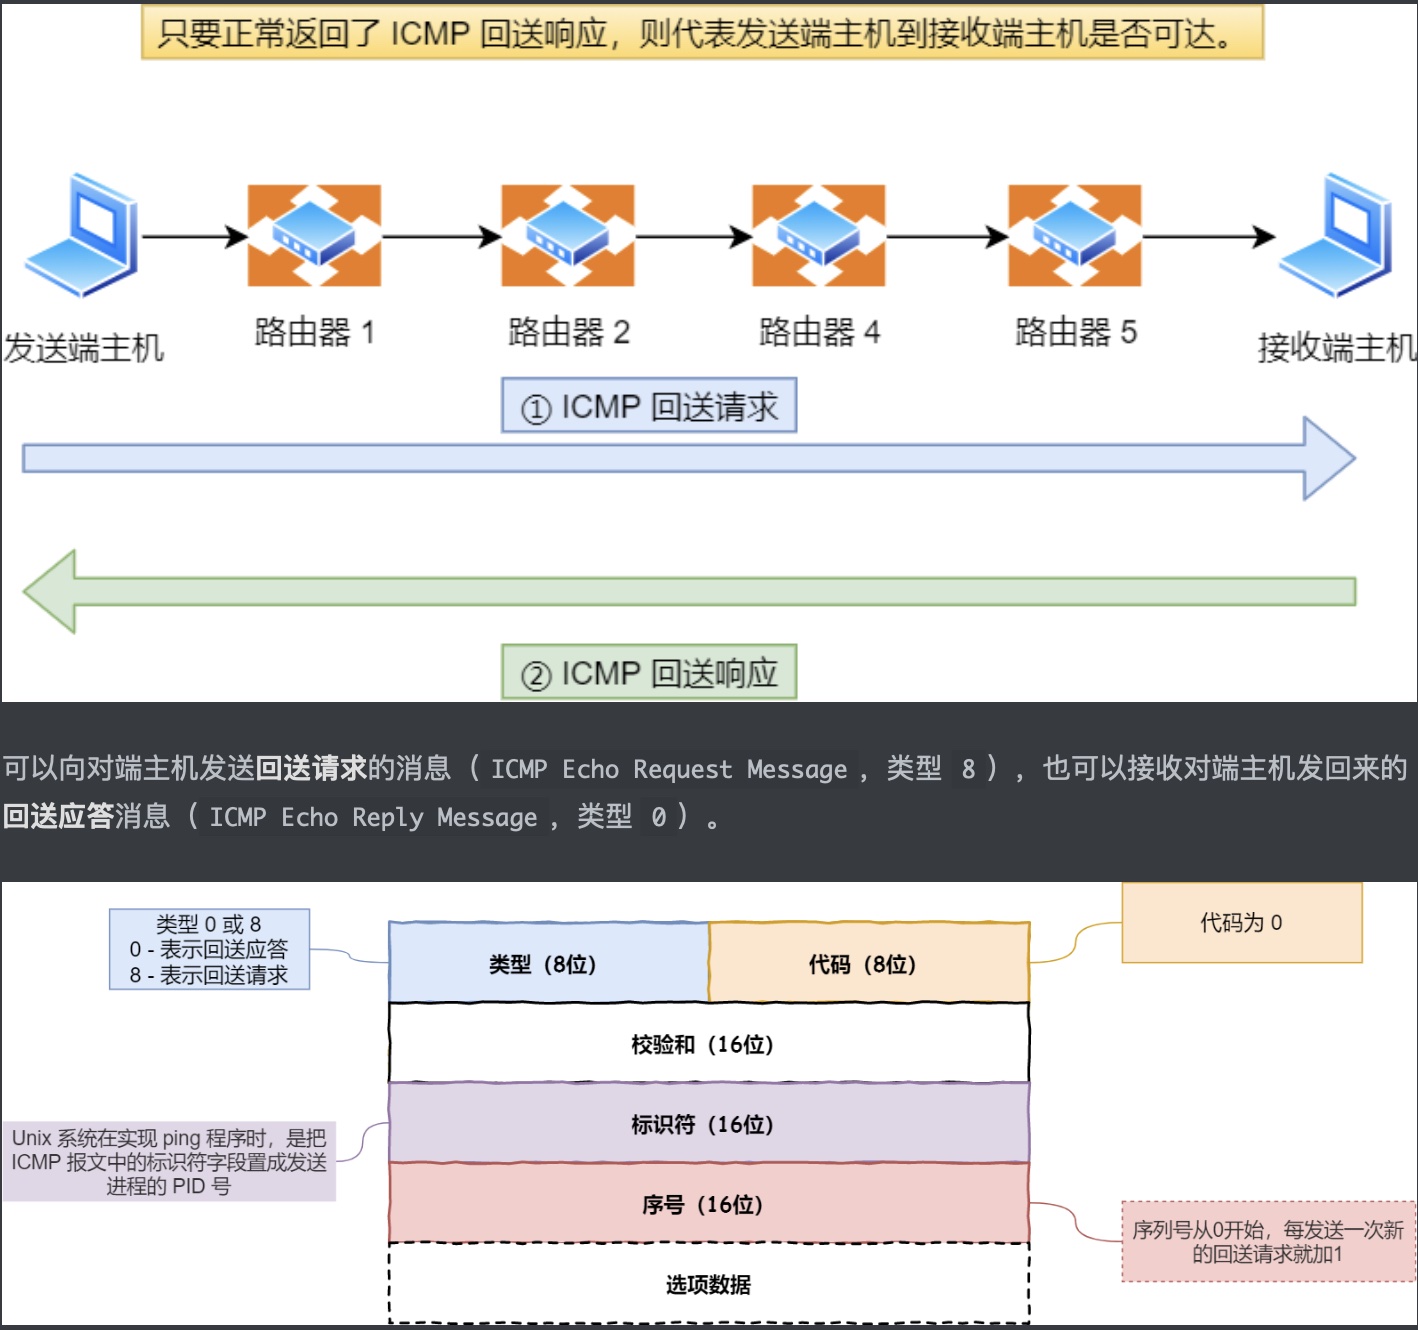 只要正常返回了 ICMP 回送响应，则代表发送端主机到接收端主机是否可达。
发送端主机
路由器 1
路由器 2
路由器 4
路由器 5
接收端主机
① ICMP 回送请求
② ICMP 回送响应
可以向对端主机发送回送请求的消息（ICMP Echo Request Message，类型 8），也可以接收对端主机发回来的
回送应答消息（ICMP Echo Reply Message，类型 0）。
类型 0 或 8
0 - 表示回送应答
8 - 表示回送请求
类型（8位）
代码（8位）
代码为 0
校验和（16位）
Unix 系统在实现 ping 程序时，是把
ICMP 报文中的标识符字段置成发送
进程的 PID 号
标识符（16位）
序号（16位）
序列号从0开始，每发送一次新
的回送请求就加1
选项数据